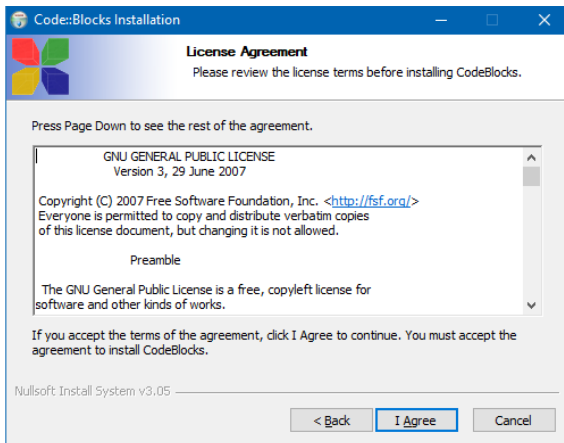 Code::Blocks Installation
License Agreement
Please review the license terms before installing CodeBlocks.
Press Page Down to see the rest of the agreement.
GNU GENERAL PUBLIC LICENSE
Version 3, 29 June 2007
Copyright (C) 2007 Free Software Foundation, Inc. <http://fsf.org/>
Everyone is permitted to copy and distribute verbatim copies
of this license document, but changing it is not allowed.
Preamble
The GNU General Public License is a free, copyleft license for
software and other kinds of works.
If you accept the terms of the agreement, click I Agree to continue. You must accept the
agreement to install CodeBlocks.
Nullsoft Install System v3.05
< Back I Agree Cancel